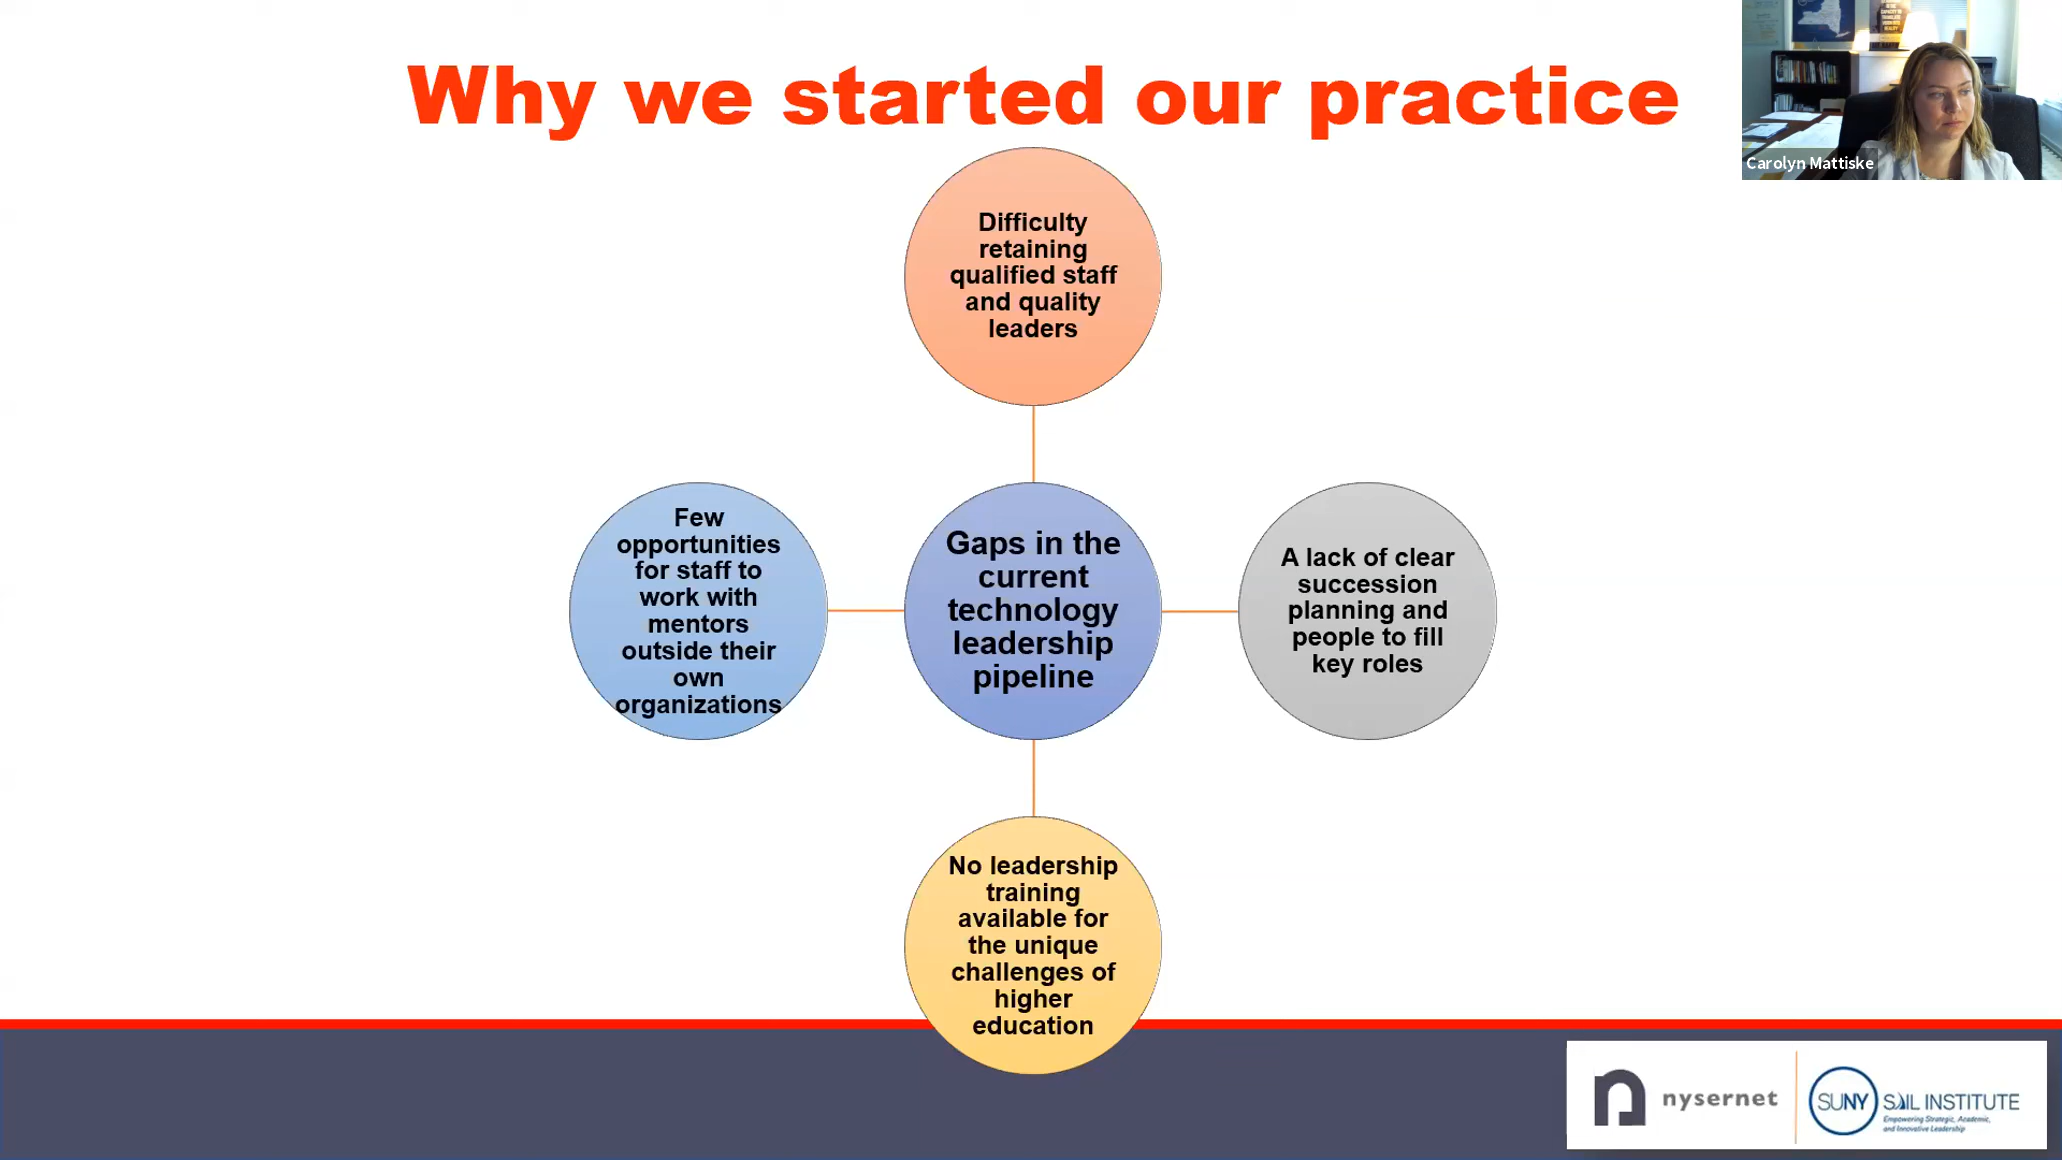 Why we started our practice
Carolyn Mattiske
Difficulty
retaining
qualified staff
and quality
leaders
Few
opportunities
for staff to
work with
mentors
outside their
own
organizations
Gaps in the
current
technology
leadership
pipeline
A lack of clear
succession
planning and
people to fill
key roles
No leadership
training
available for
the unique
challenges of
higher
education
nysernet
SUNY SAIL INSTITUTE
Empowering Strategic, Academic,
and Innovative Leadership